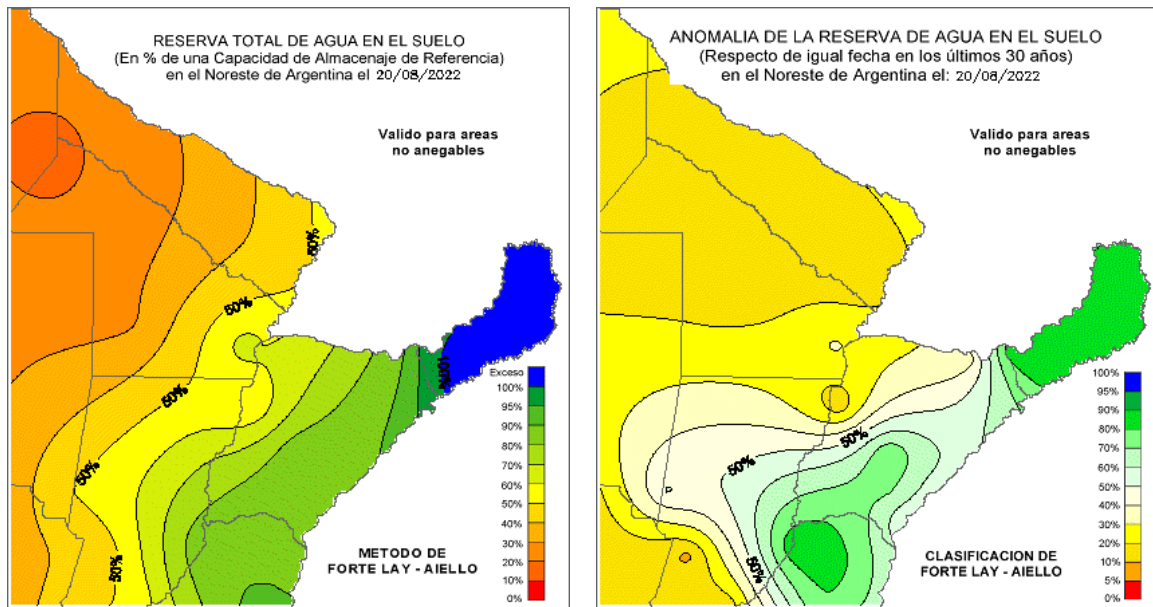 RESERVA TOTAL DE AGUA EN EL SUELO
(En % de una Capacidad de Almacenaje de Referencia)
en el Noreste de Argentina el 20/08/2022
Valido para areas
no anegables
50%
50%
50%
50%
100%
METODO DE
FORTE LAY - AIELLO
Exceso
100%
95%
90%
80%
70%
60%
50%
40%
30%
20%
10%
0%
ANOMALIA DE LA RESERVA DE AGUA EN EL SUELO
(Respecto de igual fecha en los últimos 30 años)
en el Noreste de Argentina el: 20/08/2022
Valido para areas
no anegables
50%
50%
50%
CLASIFICACION DE
FORTE LAY - AIELLO
100%
95%
90%
80%
70%
60%
50%
40%
30%
20%
10%
5%
0%